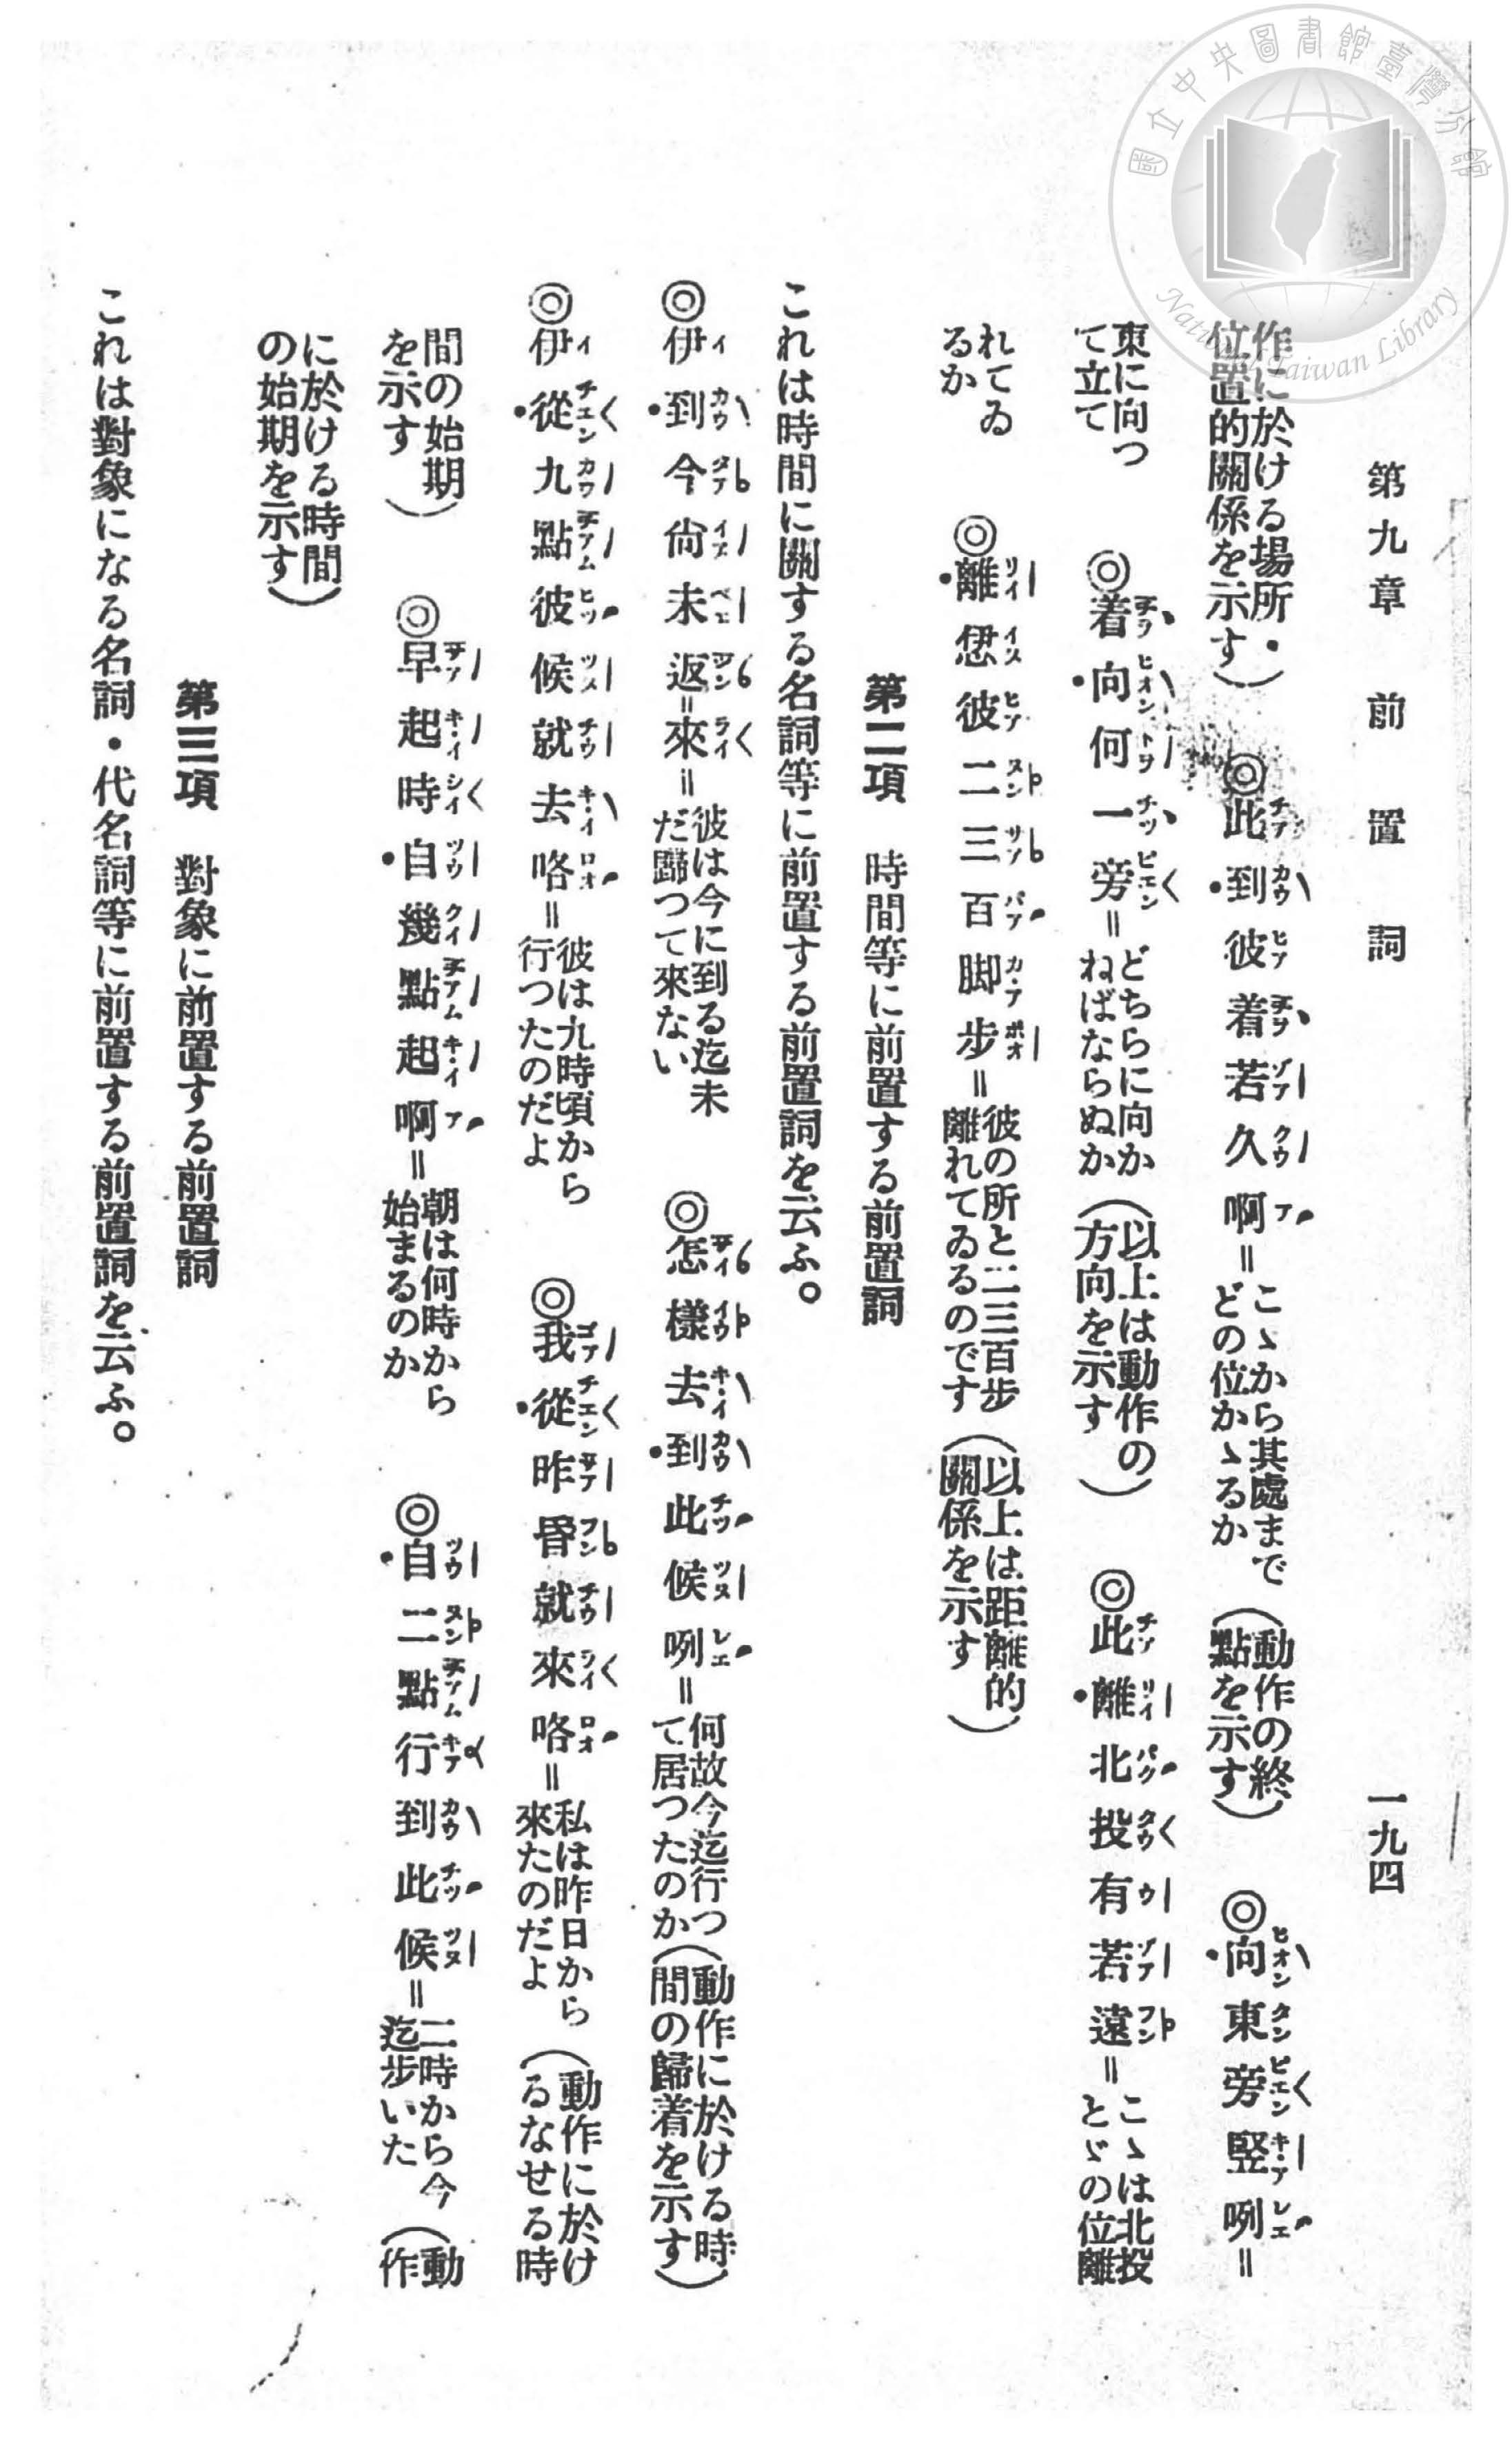 國立中央圖書館臺灣分館
National Taiwan Library
第九章 前置詞 一九四
作に於ける場所・位置的關係を示す) ◎此到彼着若久啊=こゝから其處までどの位かゝるか(動作の終點を示す) ◎向東旁竪咧=
東に向つて立て ◎着向何一旁=どちらに向かねばならぬか(以上は動作の方向を示す) ◎此離北投有若遠=こゝは北投とゞの位離
れてゐるか ◎離恁彼二三百脚步=彼の所と二三百步離れてゐるのです(以上は距離的關係を示す)
第二項 時間等に前置する前置詞
これは時間に關する名詞等に前置する前置詞を云ふ。
◎伊到今尙未返=來=彼は今に到る迄未だ歸つて來ない ◎怎樣去到此候咧=何故今迄行つて居つたのか(動作に於ける時間の歸着を示す)
◎伊從九點彼候就去咯=彼は九時頃から行つたのだよ ◎我從昨昏就來咯=私は昨日から來たのだよ(動作に於けるなせる時
間の始期を示す) ◎早起時自幾點起啊=朝は何時から始まるのか ◎自二點行到此候=二時から今迄步いた(動作
に於ける時間の始期を示す)
第三項 對象に前置する前置詞
これは對象になる名詞・代名詞等に前置する前置詞を云ふ。